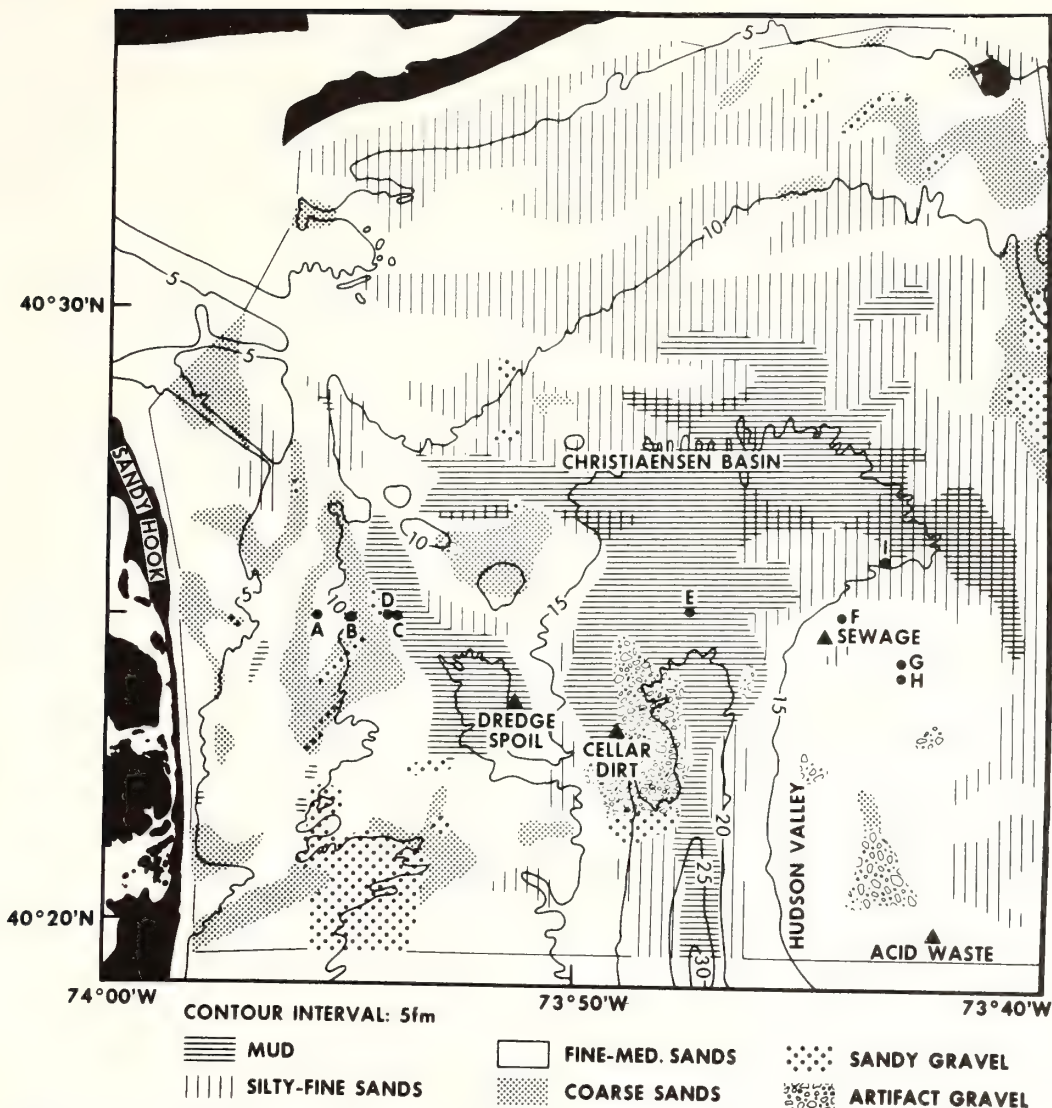 5
10
40°30'N
5
5
SANDY HOOK
CHRISTIAENSEN BASIN
10
10
15
5
A
B
D
C
E
I
F
SEWAGE
G
H
DREDGE
SPOIL
CELLAR
DIRT
15
20
25
30
HUDSON VALLEY
40°20'N
ACID WASTE
74°00'W
73°50'W
73°40'W
CONTOUR INTERVAL: 5fm
MUD
FINE-MED. SANDS
SANDY GRAVEL
SILTY-FINE SANDS
COARSE SANDS
ARTIFACT GRAVEL